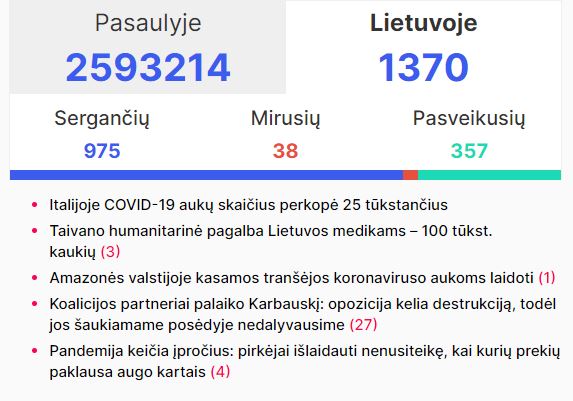 Pasaulyje Lietuvoje
2593214 1370
Sergančių Mirusių Pasveikusių
975 38 357
• Italijoje COVID-19 aukų skaičius perkopė 25 tūkstančius
• Taivano humanitarinė pagalba Lietuvos medikams – 100 tūkst.
kaukių (3)
• Amazonės valstijoje kasamos tranšėjos koronaviruso aukoms laidoti (1)
• Koalicijos partneriai palaiko Karbauskį: opozicija kelia destrukciją, todėl
jos šaukiamame posėdyje nedalyvausime (27)
• Pandemija keičia įpročius: pirkėjai išlaidauti nenusiteikę, kai kurių prekių
paklausa augo kartais (4)